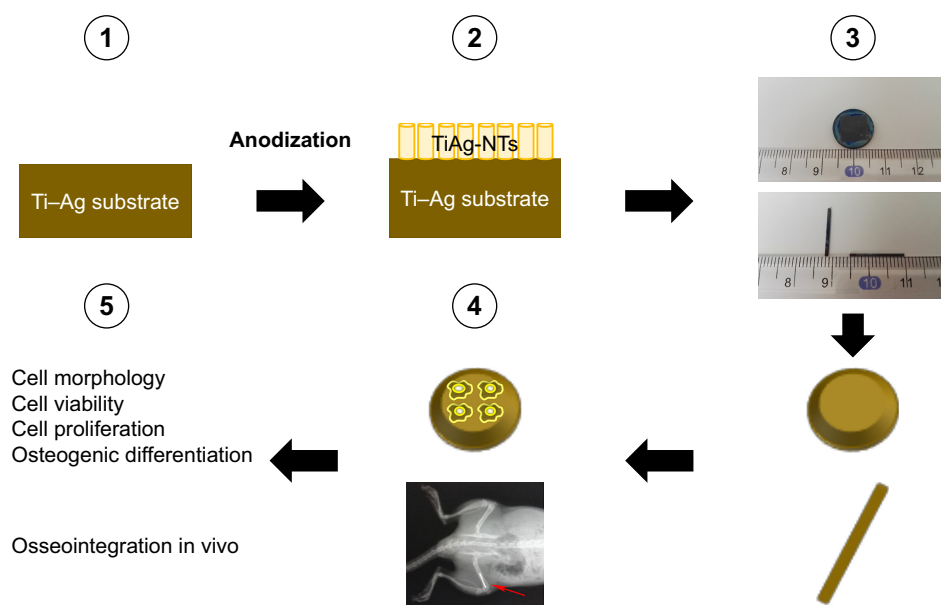 1
2
3
Anodization
TiAg-NTs
Ti–Ag substrate
Ti–Ag substrate
8 9 10 11 12
8 9 10 11 1
5
4
Cell morphology
Cell viability
Cell proliferation
Osteogenic differentiation
Osseointegration in vivo